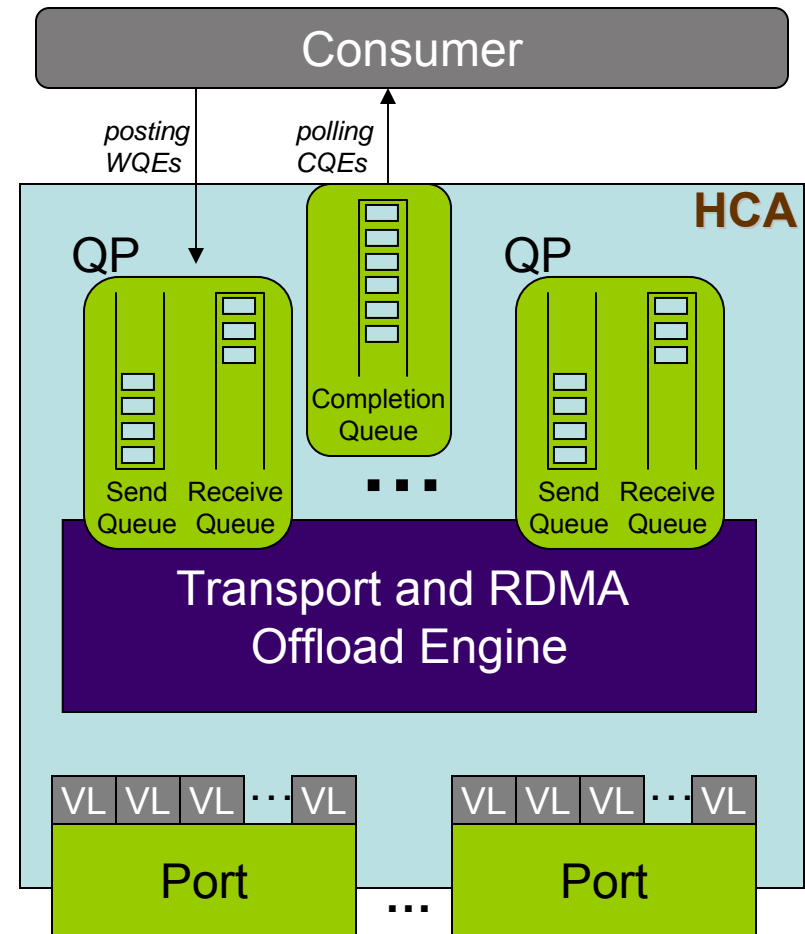 Consumer
posting
WQEs
polling
CQEs
HCA
QP
QP
Send
Queue
Receive
Queue
Completion
Queue
...
Send
Queue
Receive
Queue
Transport and RDMA
Offload Engine
VL VL VL ... VL
VL VL VL ... VL
Port
...
Port